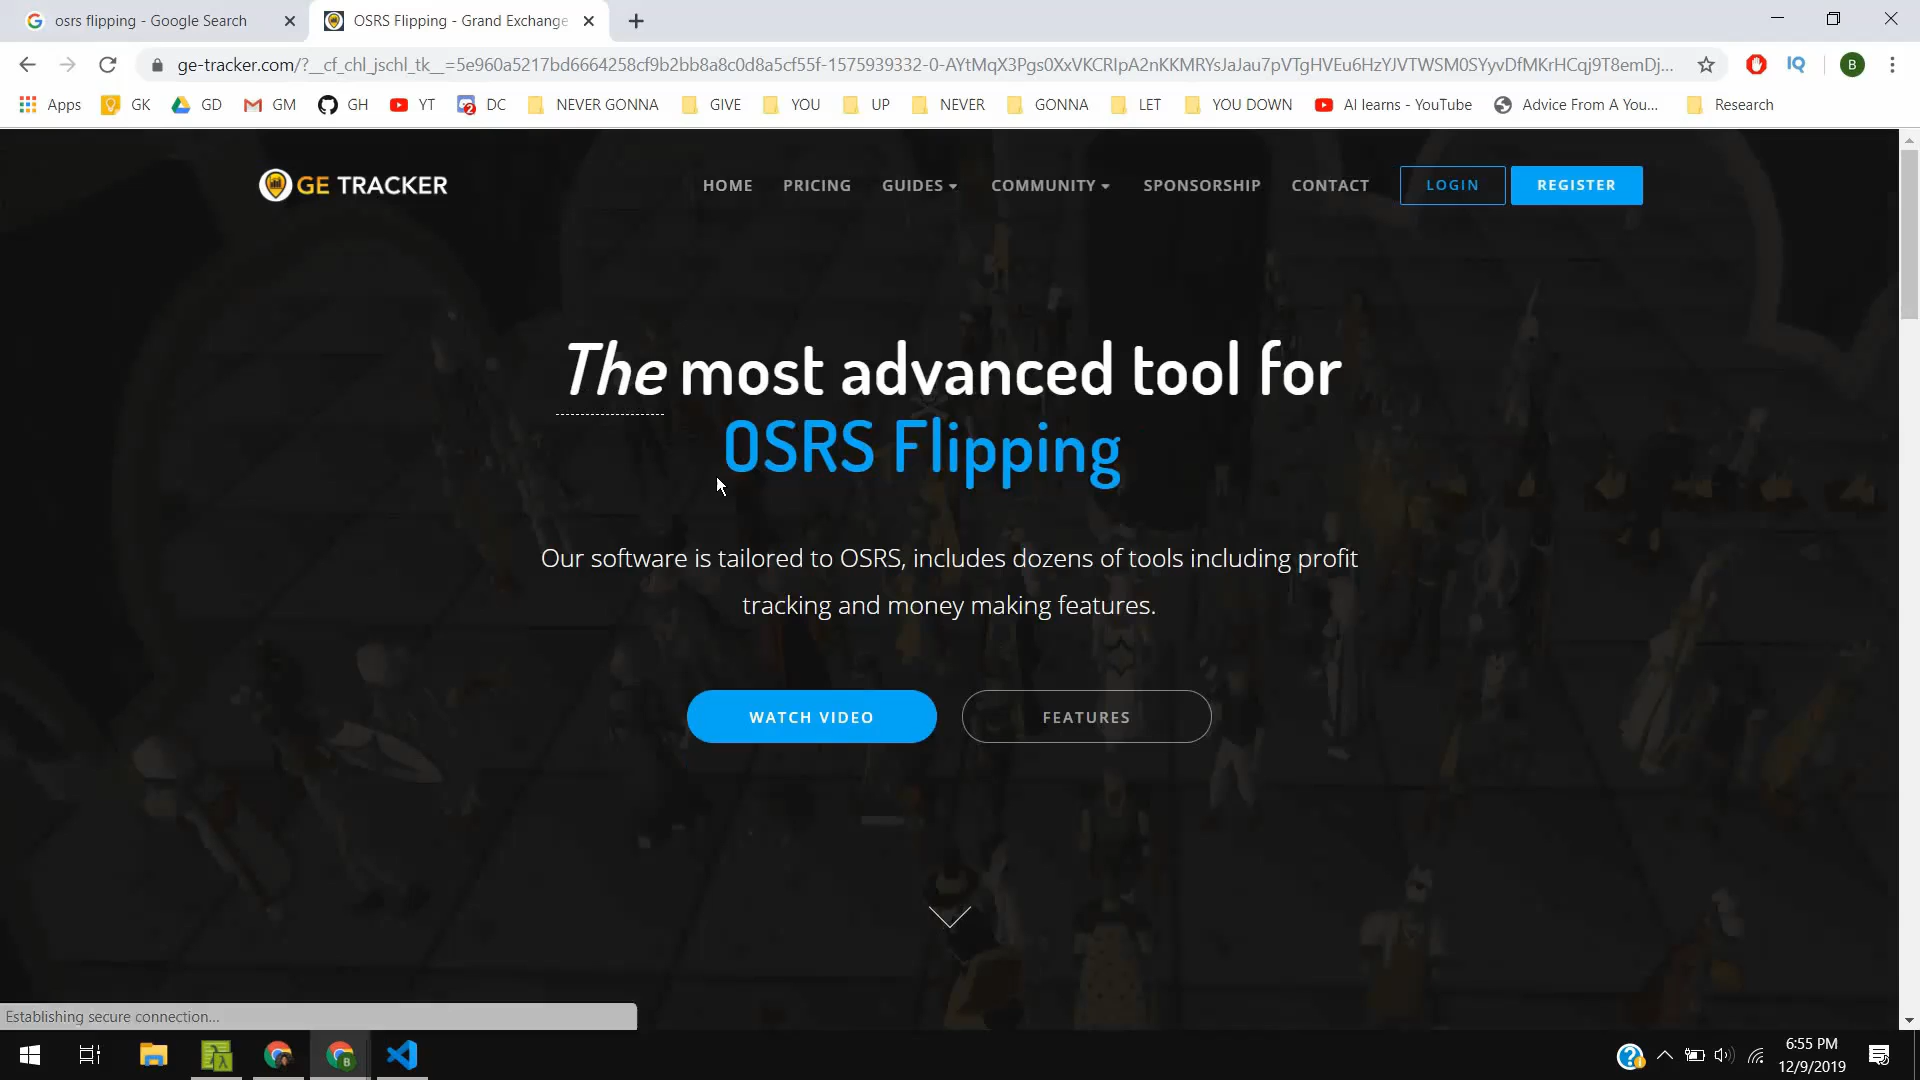 osrs flipping - Google Search
OSRS Flipping - Grand Exchange
ge-tracker.com/?__cf_chl_jschl_tk__=5e960a5217bd6664258cf9b2bb8a8c0d8a5cf55f-1575939332-0-AYtMqX3Pgs0XxVKCRIpA2nKKMRYsJaJau7pVTgHVEu6HzYJVTWSM0SYyvDfMKrHCqj9T8emDj...
IQ
B
Apps GK GD GM GH YT DC NEVER GONNA GIVE YOU UP NEVER GONNA LET YOU DOWN AI learns - YouTube Advice From A You... Research
GE TRACKER
HOME PRICING GUIDES COMMUNITY SPONSORSHIP CONTACT LOGIN REGISTER
The most advanced tool for
OSRS Flipping
Our software is tailored to OSRS, includes dozens of tools including profit
tracking and money making features.
WATCH VIDEO FEATURES
Establishing secure connection...
6:55 PM
12/9/2019